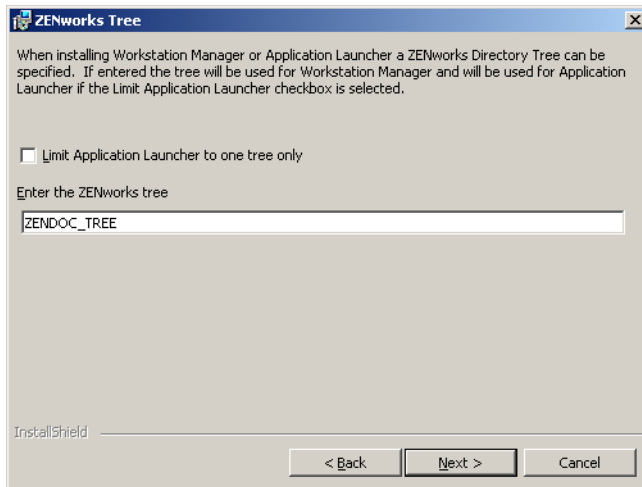 ZENworks Tree
When installing Workstation Manager or Application Launcher a ZENworks Directory Tree can be
specified.  If entered the tree will be used for Workstation Manager and will be used for Application
Launcher if the Limit Application Launcher checkbox is selected.
Limit Application Launcher to one tree only
Enter the ZENworks tree
ZENDOC_TREE
InstallShield
< Back
Next >
Cancel